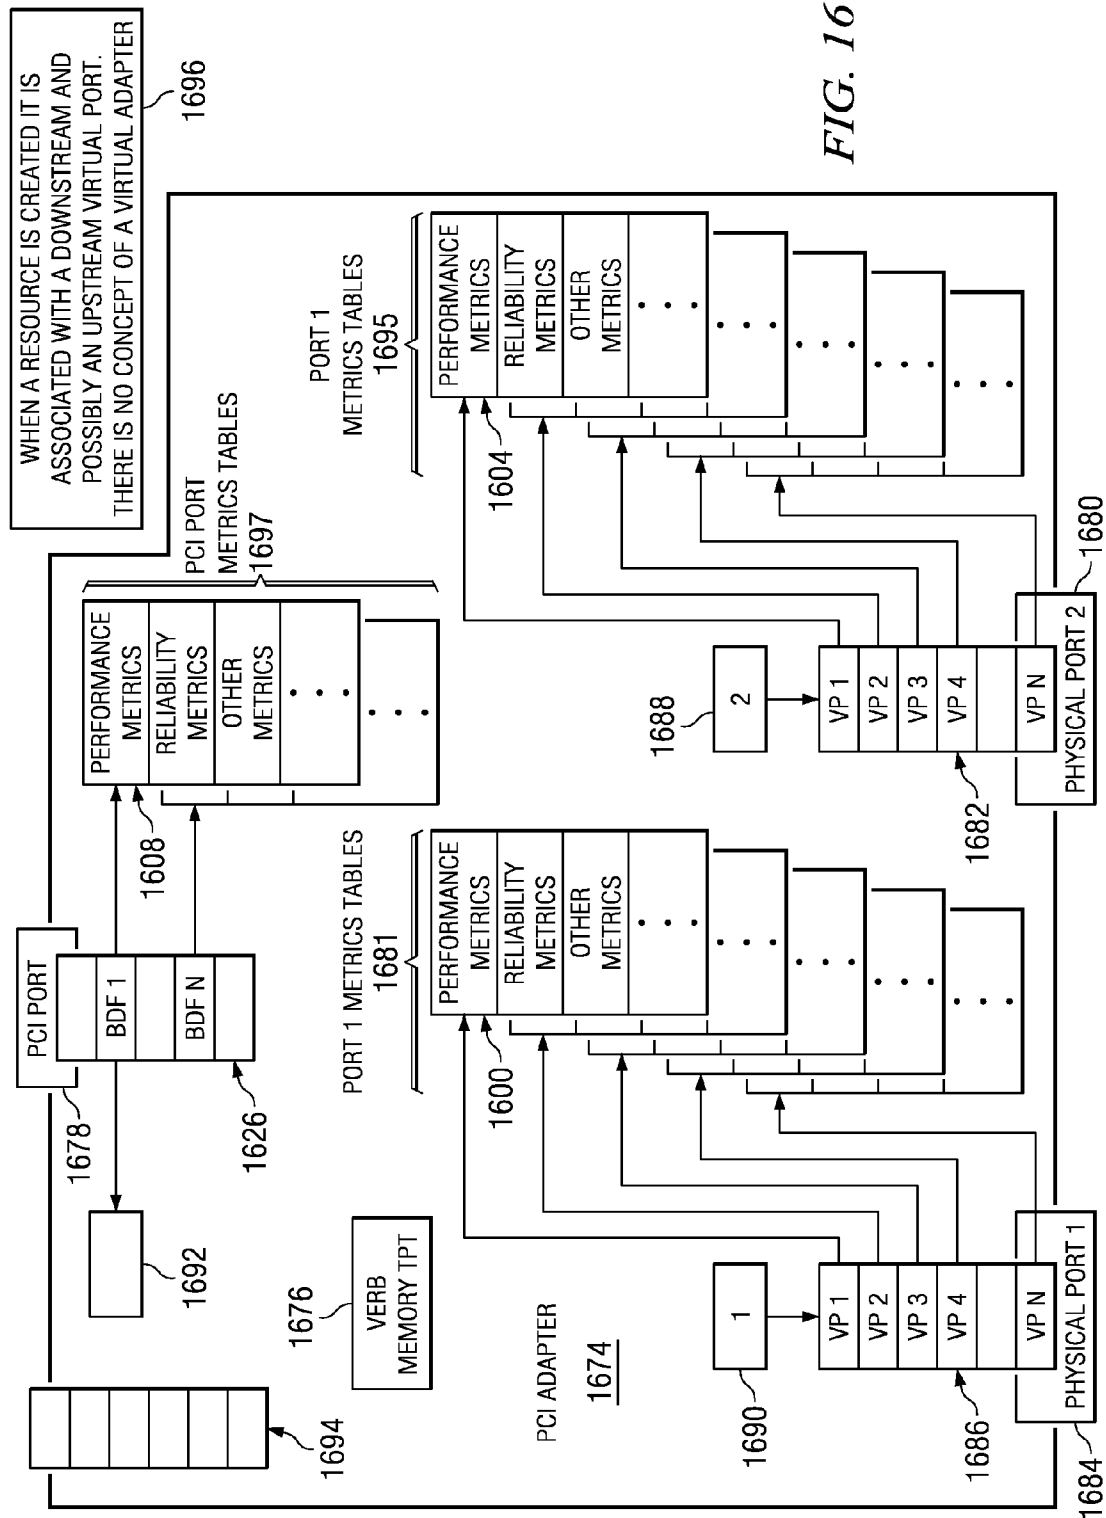 WHEN A RESOURCE IS CREATED IT IS
ASSOCIATED WITH A DOWNSTREAM AND
POSSIBLY AN UPSTREAM VIRTUAL PORT.
THERE IS NO CONCEPT OF A VIRTUAL ADAPTER
1696
1694
1692
PCI PORT
1678
BDF 1
BDF N
1626
PERFORMANCE
METRICS
RELIABILITY
METRICS
OTHER
METRICS
1608
PCI PORT
METRICS TABLES
1697
1676
VERB
MEMORY TPT
PCI ADAPTER
1674
PORT 1 METRICS TABLES
1681
PERFORMANCE
METRICS
RELIABILITY
METRICS
OTHER
METRICS
1600
1690
1
VP 1
VP 2
VP 3
VP 4
VP N
1686
PHYSICAL PORT 1
1684
PORT 1
METRICS TABLES
1695
PERFORMANCE
METRICS
RELIABILITY
METRICS
OTHER
METRICS
1604
1688
2
VP 1
VP 2
VP 3
VP 4
VP N
1682
PHYSICAL PORT 2
1680
FIG. 16